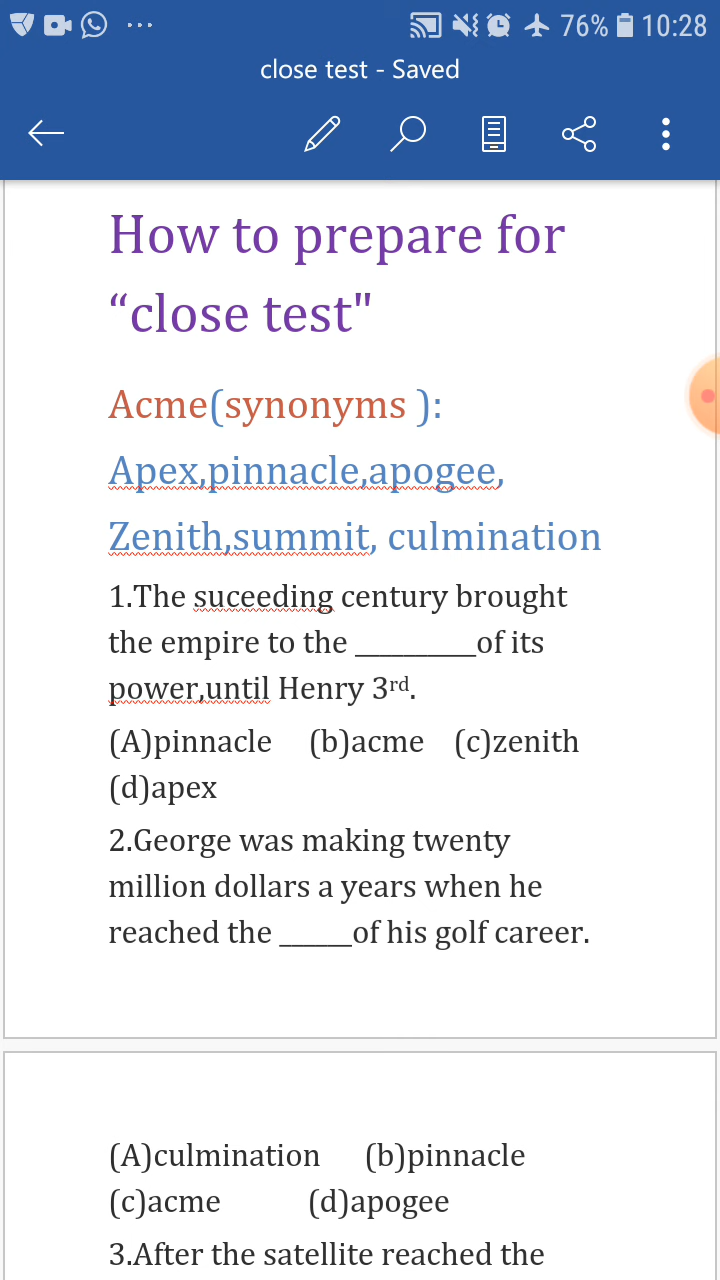 76% 10:28
close test - Saved
How to prepare for
“close test"
Acme(synonyms ):
Apex,pinnacle,apogee,
Zenith,summit, culmination
1.The suceeding century brought
the empire to the __________of its
power,until Henry 3rd.
(A)pinnacle (b)acme (c)zenith
(d)apex
2.George was making twenty
million dollars a years when he
reached the ______of his golf career.
(A)culmination (b)pinnacle
(c)acme (d)apogee
3.After the satellite reached the